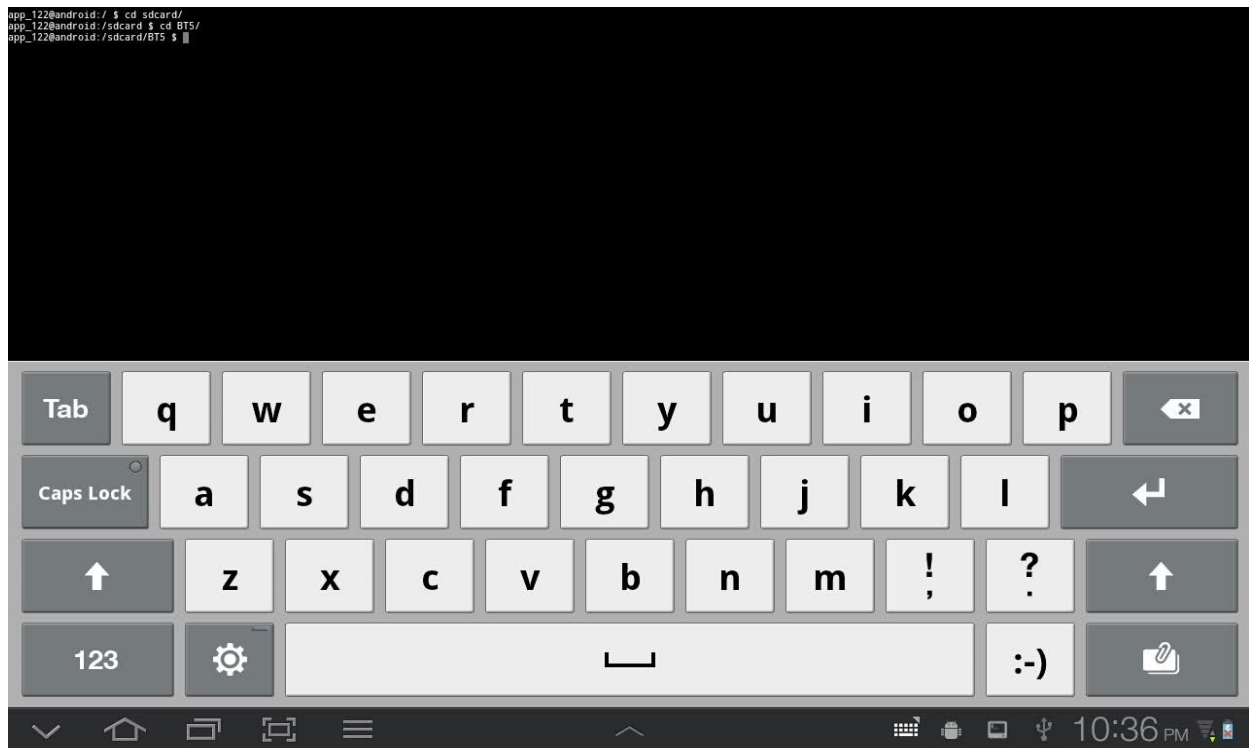 app_122@android:/ $ cd sdcard/
app_122@android:/sdcard $ cd BT5/
app_122@android:/sdcard/BT5 $
Tab q w e r t y u i o p
Caps Lock a s d f g h j k l
z x c v b n m ! , ? .
123 :-)
10:36 PM